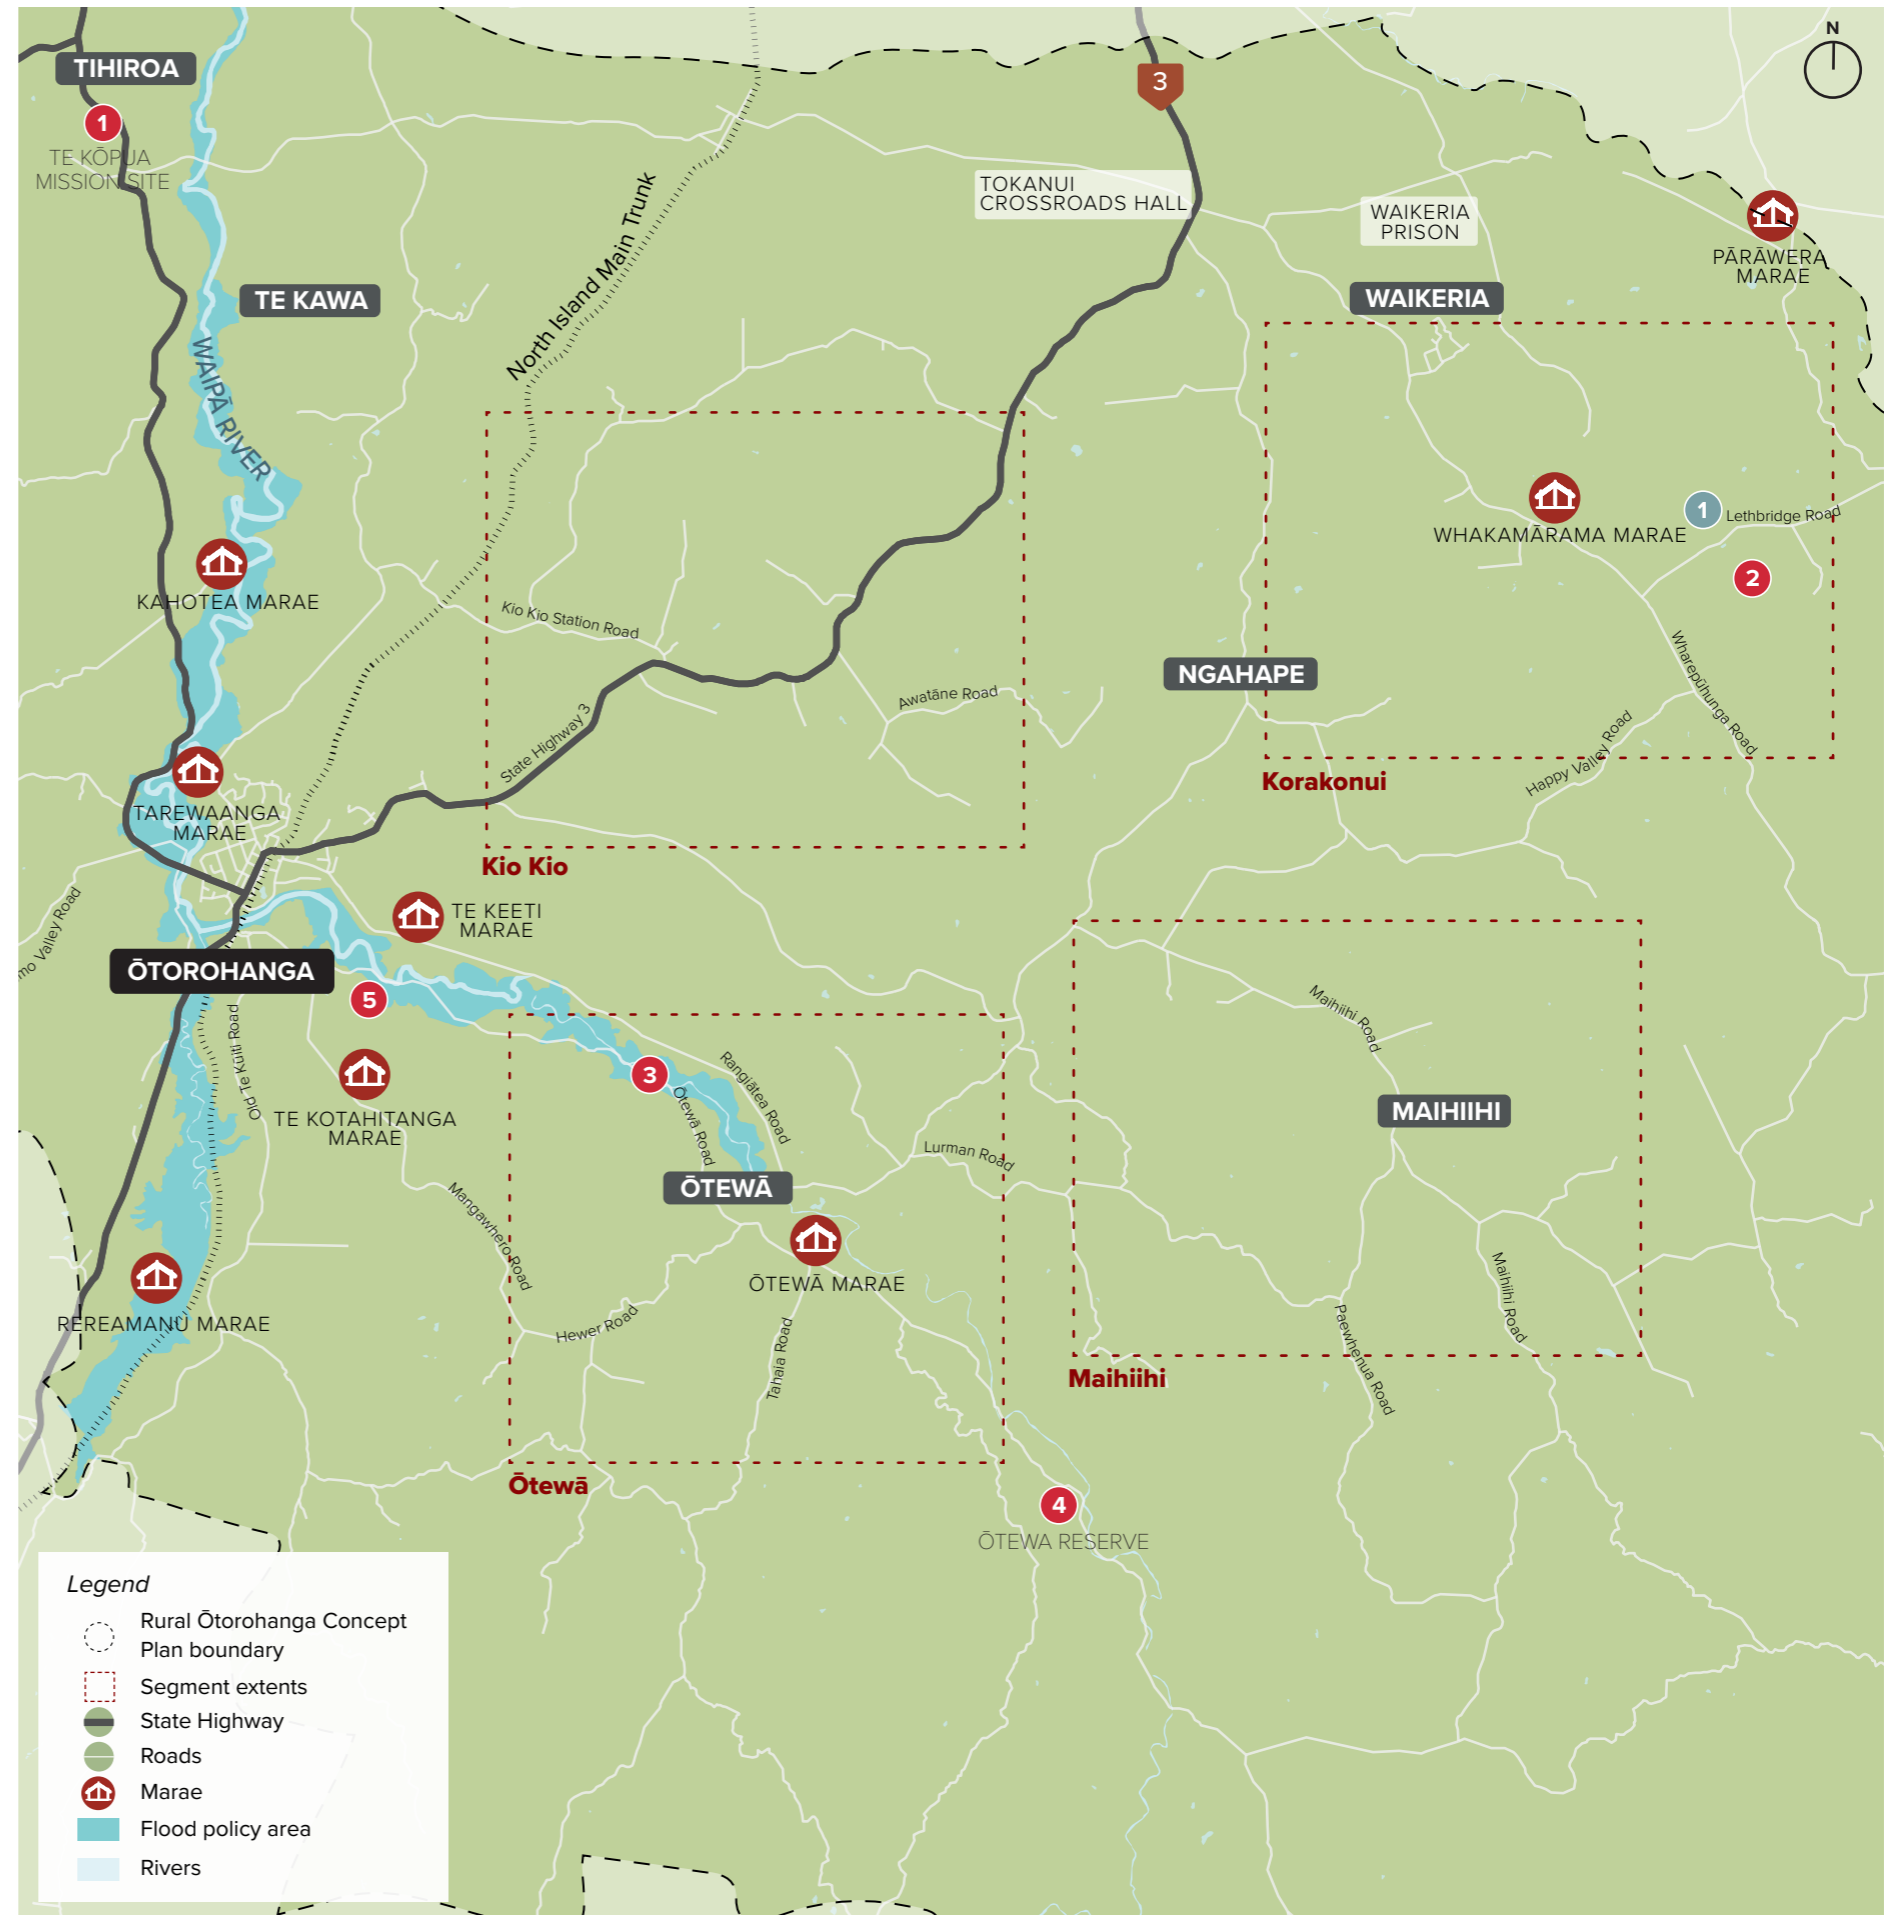 N
TIHIROA
3
1
TE KŌPUA
MISSION SITE
TOKANUI
CROSSROADS HALL
WAIKERIA
PRISON
PĀRĀWERA
MARAE
North Island Main Trunk
TE KAWA
WAIKERIA
WAIPĀ RIVER
WHAKAMĀRAMA MARAE
1
Lethbridge Road
2
KAHOTEA MARAE
Kio Kio Station Road
Wharepūhunga Road
NGAHAPE
Awatāne Road
State Highway 3
Happy Valley Road
Korakonui
TAREWAANGA
MARAE
Kio Kio
mo Valley Road
TE KEETI
MARAE
ŌTOROHANGA
5
Maihiihi Road
Old Te Kūiti Road
3
Rangiātea Road
Ōtewā Road
TE KOTAHITANGA
MARAE
MAIHIIHI
Lurman Road
ŌTEWĀ
Mangawhero Road
ŌTEWĀ MARAE
Maihiihi Road
REREAMANU MARAE
Hewer Road
Tahaia Road
Paewhenua Road
Maihiihi
Ōtewā
4
ŌTEWA RESERVE
Legend
Rural Ōtorohanga Concept
Plan boundary
Segment extents
State Highway
Roads
Marae
Flood policy area
Rivers